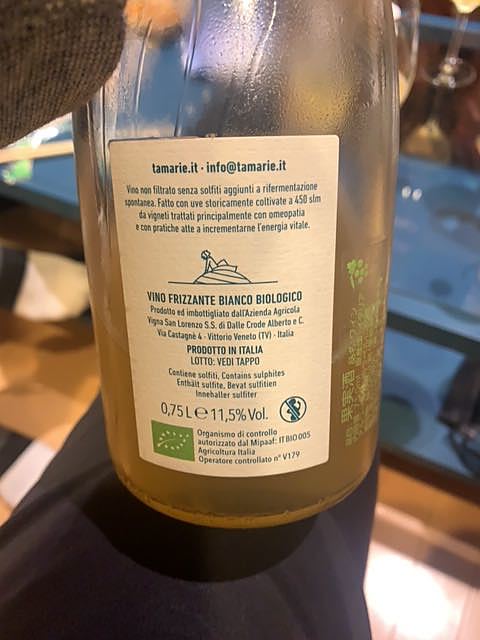 tamarie.it · info@tamarie.it
Vino non filtrato senza solfiti aggiunti a rifermentazione
spontanea. Fatto con uve storicamente coltivate a 450 slm
da vigneti trattati principalmente con omeopatia
e con pratiche atte a incrementarne l'energia vitale.
VINO FRIZZANTE BIANCO BIOLOGICO
Prodotto ed imbottigliato dall'Azienda Agricola
Vigna San Lorenzo S.S. di Dalle Crode Alberto e C.
Via Castagnè 4 - Vittorio Veneto (TV) - Italia
PRODOTTO IN ITALIA
LOTTO: VEDI TAPPO
Contiene solfiti, Contains sulphites
Enthält sulfite, Bevat sulfitien
Innehaller sulfiter
0,75 L e 11,5% Vol.
Organismo di controllo
autorizzato dal Mipaaf: IT BIO 005
Agricoltura Italia
Operatore controllato n° V179
果実酒